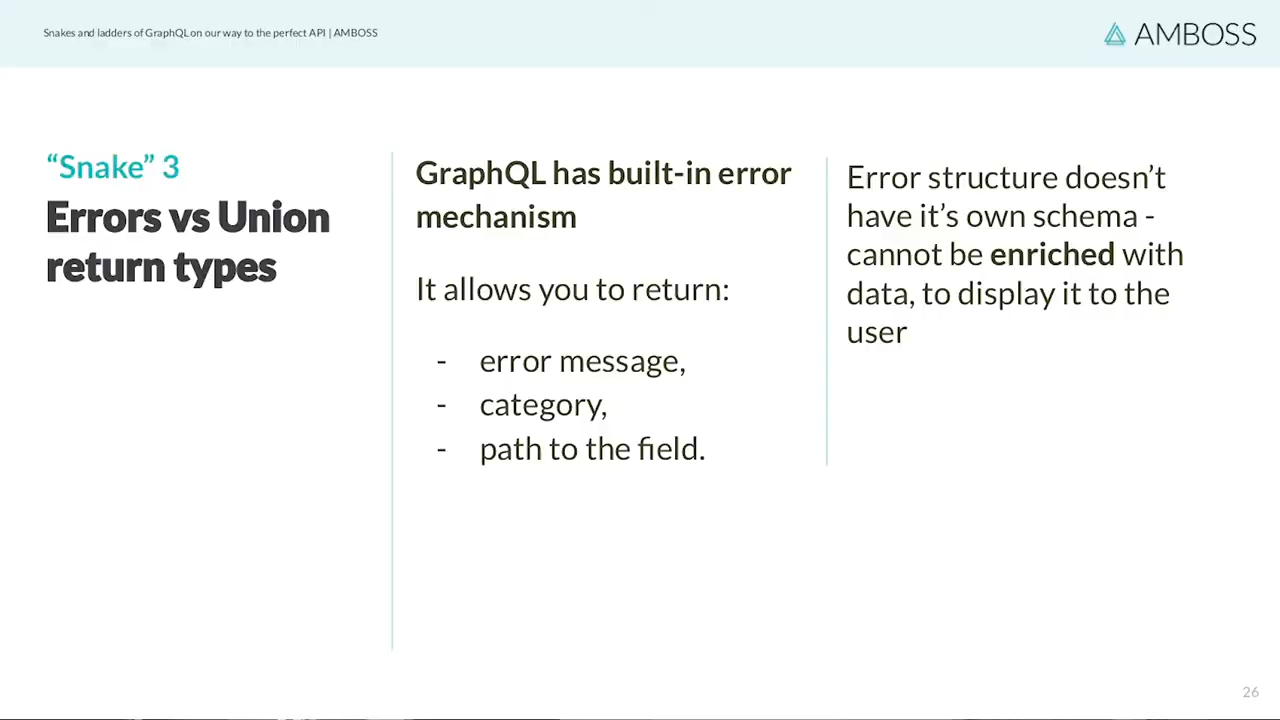 Snakes and ladders of GraphQL on our way to the perfect API | AMBOSS
AMBOSS
“Snake” 3
Errors vs Union
return types
GraphQL has built-in error
mechanism
It allows you to return:
- error message,
- category,
- path to the field.
Error structure doesn’t
have it’s own schema -
cannot be enriched with
data, to display it to the
user
26